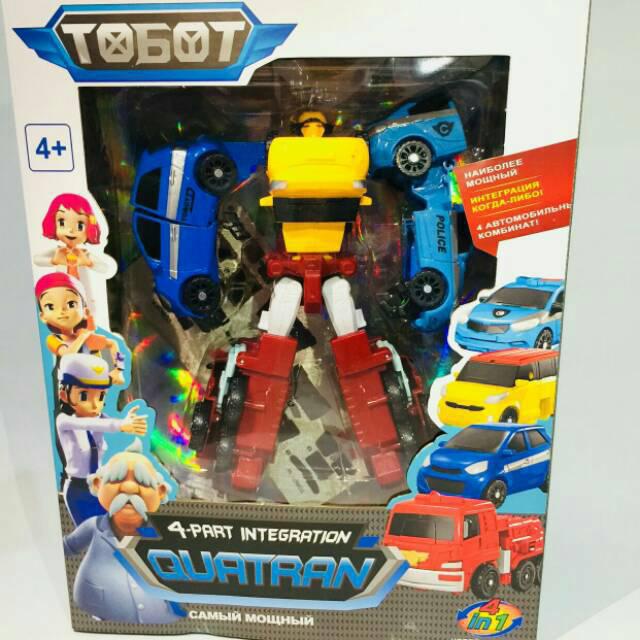 ТОБОТ
4+
НАИБОЛЕЕ
МОЩНЫЙ
ИНТЕГРАЦИЯ
КОГДА-ЛИБО!
4 АВТОМОБИЛЬНЬ
КОМБИНАТ!
POLICE
4-PART INTEGRATION
QUATRAN
САМЫЙ МОЩНЫЙ
4
in 1